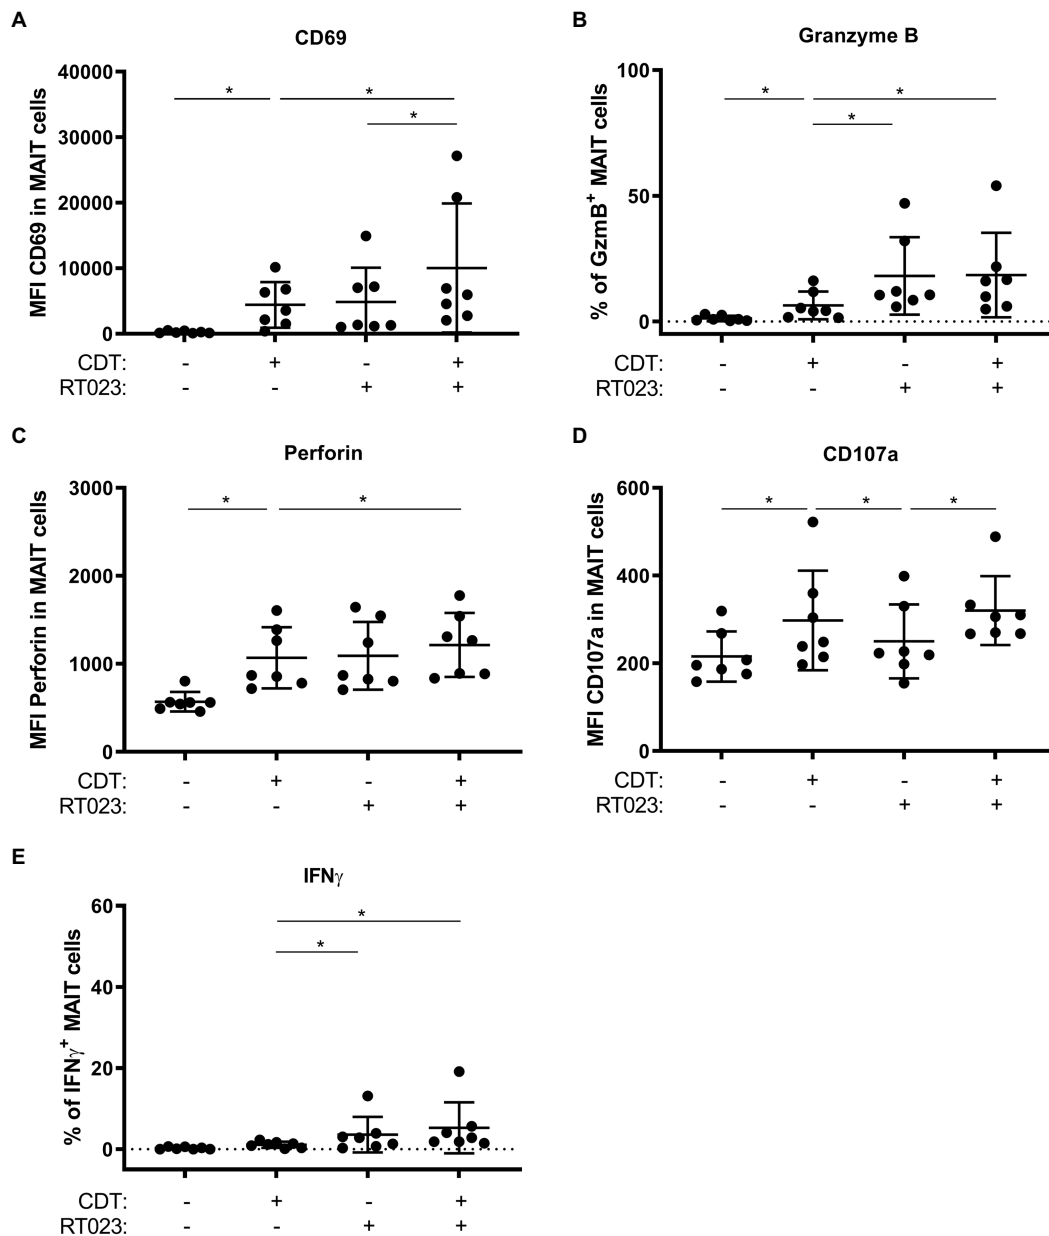 A
CD69
MFI CD69 in MAIT cells
40000
30000
20000
10000
0
* * *
CDT: - + - +
RT023: - - + +
B
Granzyme B
% of GzmB+ MAIT cells
100
50
0
* * *
CDT: - + - +
RT023: - - + +
C
Perforin
MFI Perforin in MAIT cells
3000
2000
1000
0
* *
CDT: - + - +
RT023: - - + +
D
CD107a
MFI CD107a in MAIT cells
600
400
200
0
* * *
CDT: - + - +
RT023: - - + +
E
IFNγ
% of IFNγ+ MAIT cells
60
40
20
0
* *
CDT: - + - +
RT023: - - + +